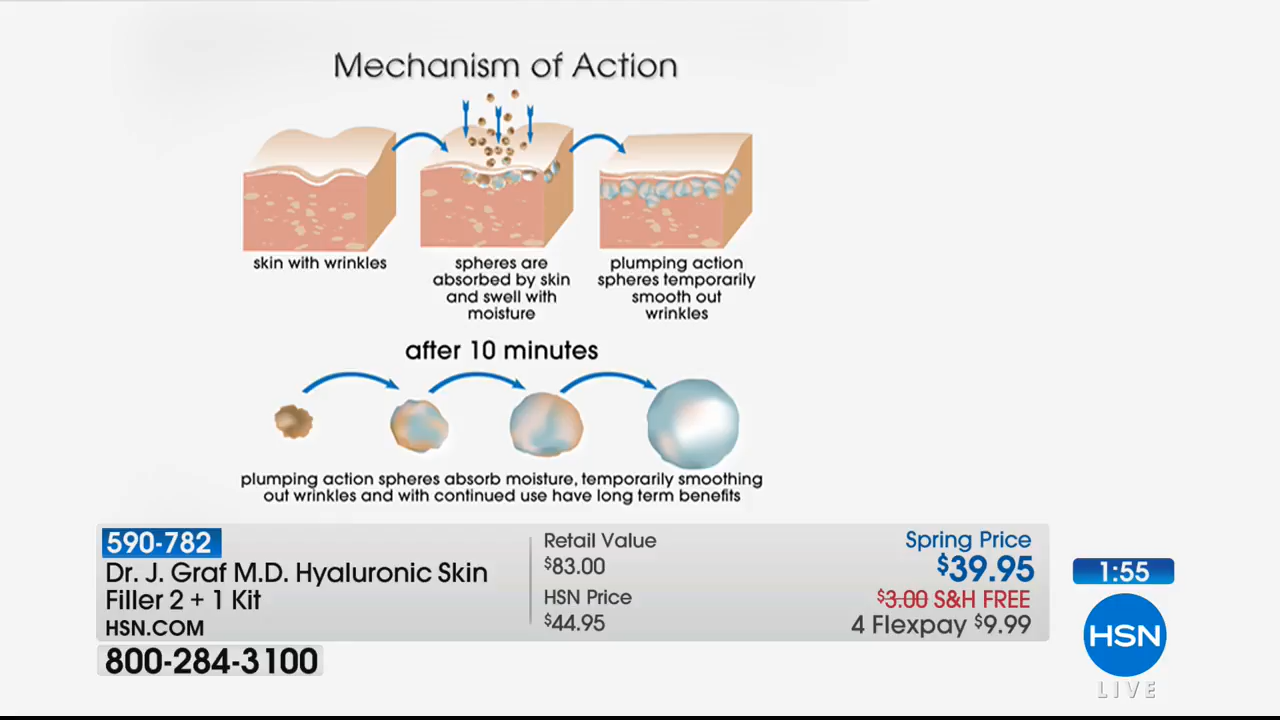 Mechanism of Action
skin with wrinkles
spheres are
absorbed by skin
and swell with
moisture
plumping action
spheres temporarily
smooth out
wrinkles
after 10 minutes
plumping action spheres absorb moisture, temporarily smoothing
out wrinkles and with continued use have long term benefits
590-782
Dr. J. Graf M.D. Hyaluronic Skin
Filler 2 + 1 Kit
HSN.COM
800-284-3100
Retail Value
$83.00
HSN Price
$44.95
Spring Price
$39.95
$3.00 S&H FREE
4 Flexpay $9.99
1:55
HSN
LIVE